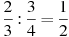 2/3 : 3/4 = 1/2